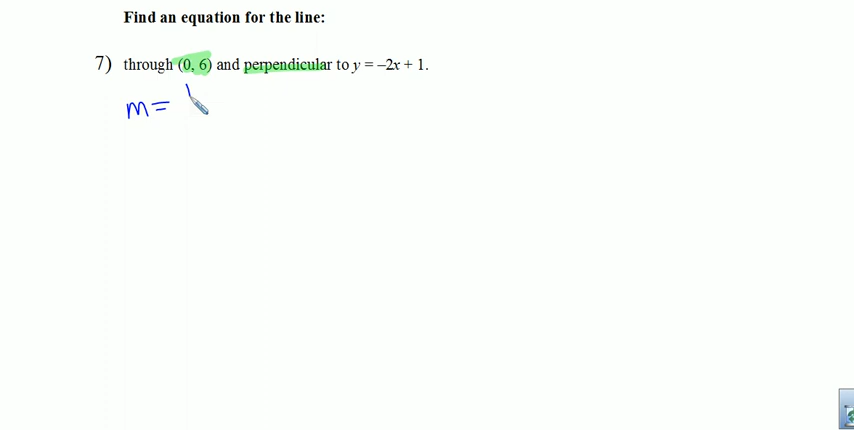 Find an equation for the line:
7) through (0, 6) and perpendicular to y = –2x + 1.
m =